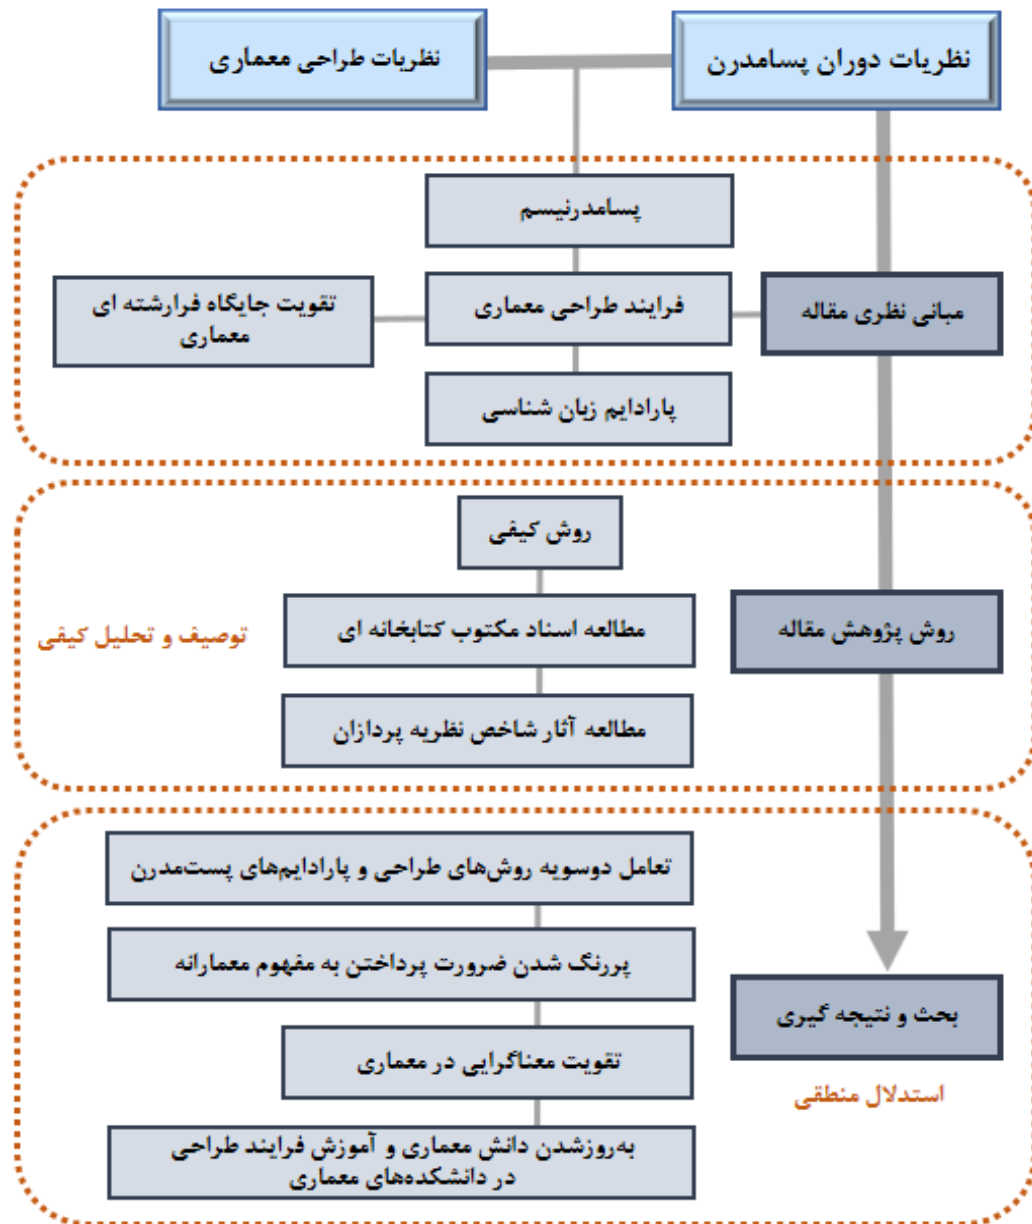 نظریات دوران پسامدرن
نظریات طراحی معماری
پسامدرنیسم
مبانی نظری مقاله
فرایند طراحی معماری
تقویت جایگاه فرارشته ای
معماری
پارادایم زبان شناسی
روش کیفی
روش پژوهش مقاله
مطالعه اسناد مکتوب کتابخانه ای
توصیف و تحلیل کیفی
مطالعه آثار شاخص نظریه پردازان
تعامل دوسویه روش‌های طراحی و پارادایم‌های پست‌مدرن
پررنگ شدن ضرورت پرداختن به مفهوم معمارانه
بحث و نتیجه گیری
تقویت معناگرایی در معماری
استدلال منطقی
به‌روزشدن دانش معماری و آموزش فرایند طراحی
در دانشکده‌های معماری